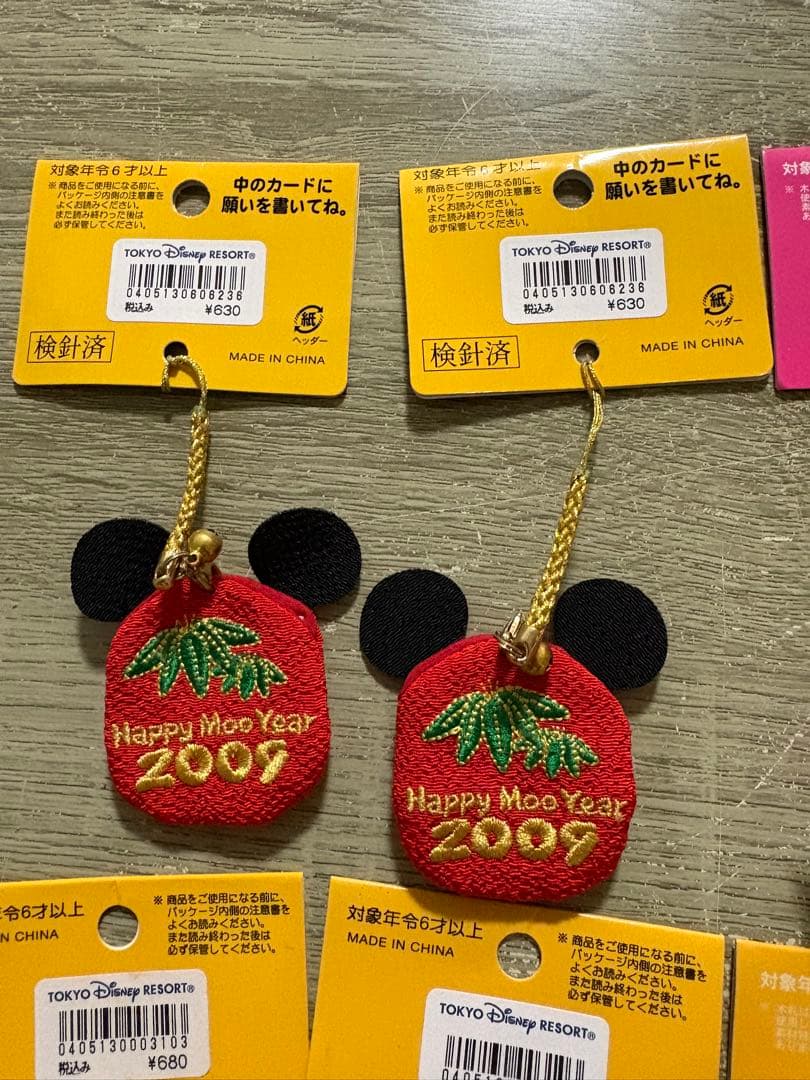 対象年令6才以上
※商品をご使用になる前に、
パッケージ内側の注意書を
よくお読みください。
また読み終わった後は
必ず保管してください。
中のカードに
願いを書いてね。
TOKYO Disney RESORT®
0405130608236
税込み ¥630
紙
ヘッダー
検針済
MADE IN CHINA
対象年令6才以上
※商品をご使用になる前に、
パッケージ内側の注意書を
よくお読みください。
また読み終わった後は
必ず保管してください。
中のカードに
願いを書いてね。
TOKYO Disney RESORT®
0405130608236
税込み ¥630
紙
ヘッダー
検針済
MADE IN CHINA
対象
※
Happy Moo Year
2009
Happy Moo Year
2009
令6才以上
N CHINA
※商品をご使用になる前に、
パッケージ内側の注意書を
よくお読みください。
また読み終わった後は
必ず保管してください。
TOKYO Disney RESORT®
0405130003103
税込み ¥680
対象年令6才以上
MADE IN CHINA
※商品をご使用になる前に、
パッケージ内側の注意書を
よくお読みください。
また読み終わった後は
必ず保管してください。
TOKYO Disney RESORT®
対象年